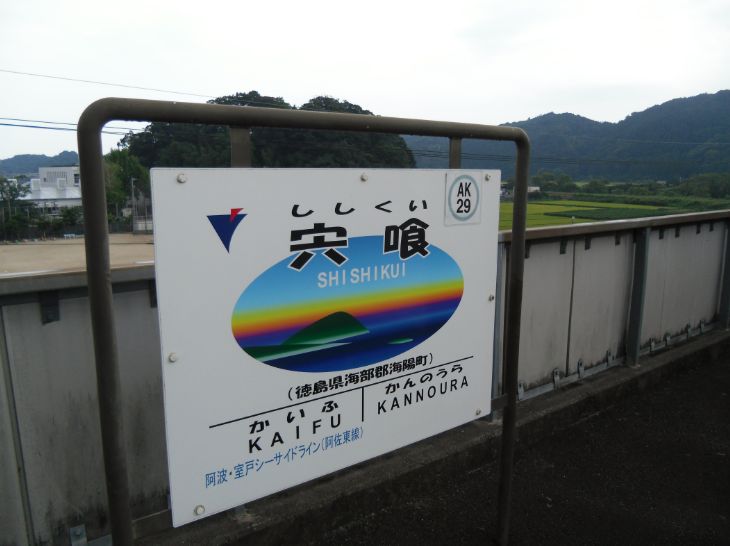 AK
29
ししくい
宍喰
SHISHIKUI
(徳島県海部郡海陽町)
かいふ
KAIFU
かんのうら
KANNOURA
阿波・室戸シーサイドライン(阿佐東線)